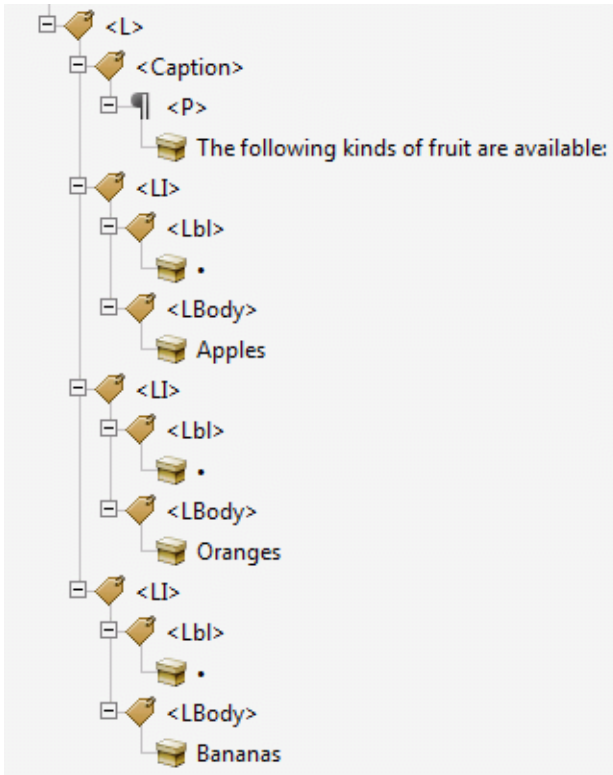 <L>
<Caption>
<P>
The following kinds of fruit are available:
<LI>
<Lbl>
•
<LBody>
Apples
<LI>
<Lbl>
•
<LBody>
Oranges
<LI>
<Lbl>
•
<LBody>
Bananas